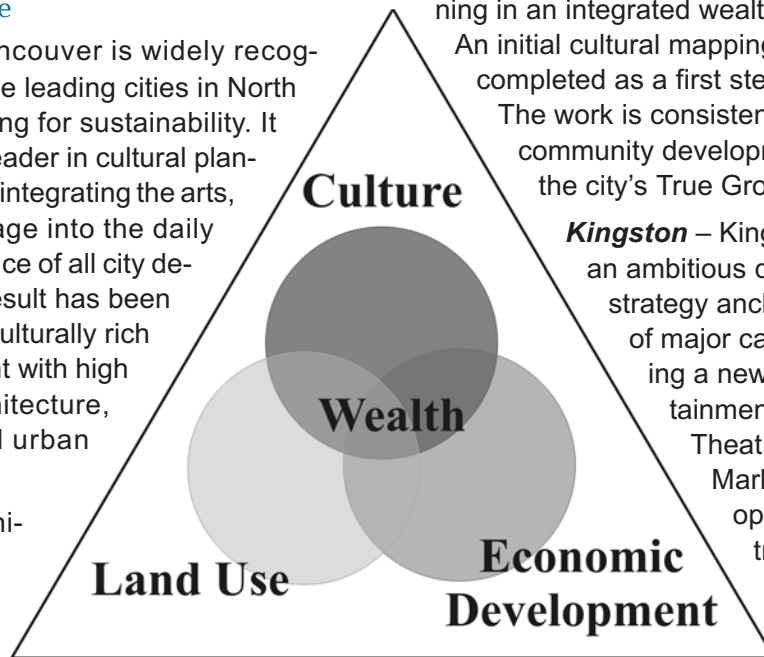 e
ncouver is widely recog-
e leading cities in North
ng for sustainability. It
eader in cultural plan-
integrating the arts,
age into the daily
ce of all city de-
esult has been
ulturally rich
t with high
nitecture,
urban
ni-
Culture
Wealth
Land Use
Economic
Development
ning in an integrated wealt
An initial cultural mapping
completed as a first ste
The work is consisten
community developr
the city’s True Gro
Kingston – King
an ambitious c
strategy anch
of major ca
ing a new
tainmen
Theat
Mark
op
tr